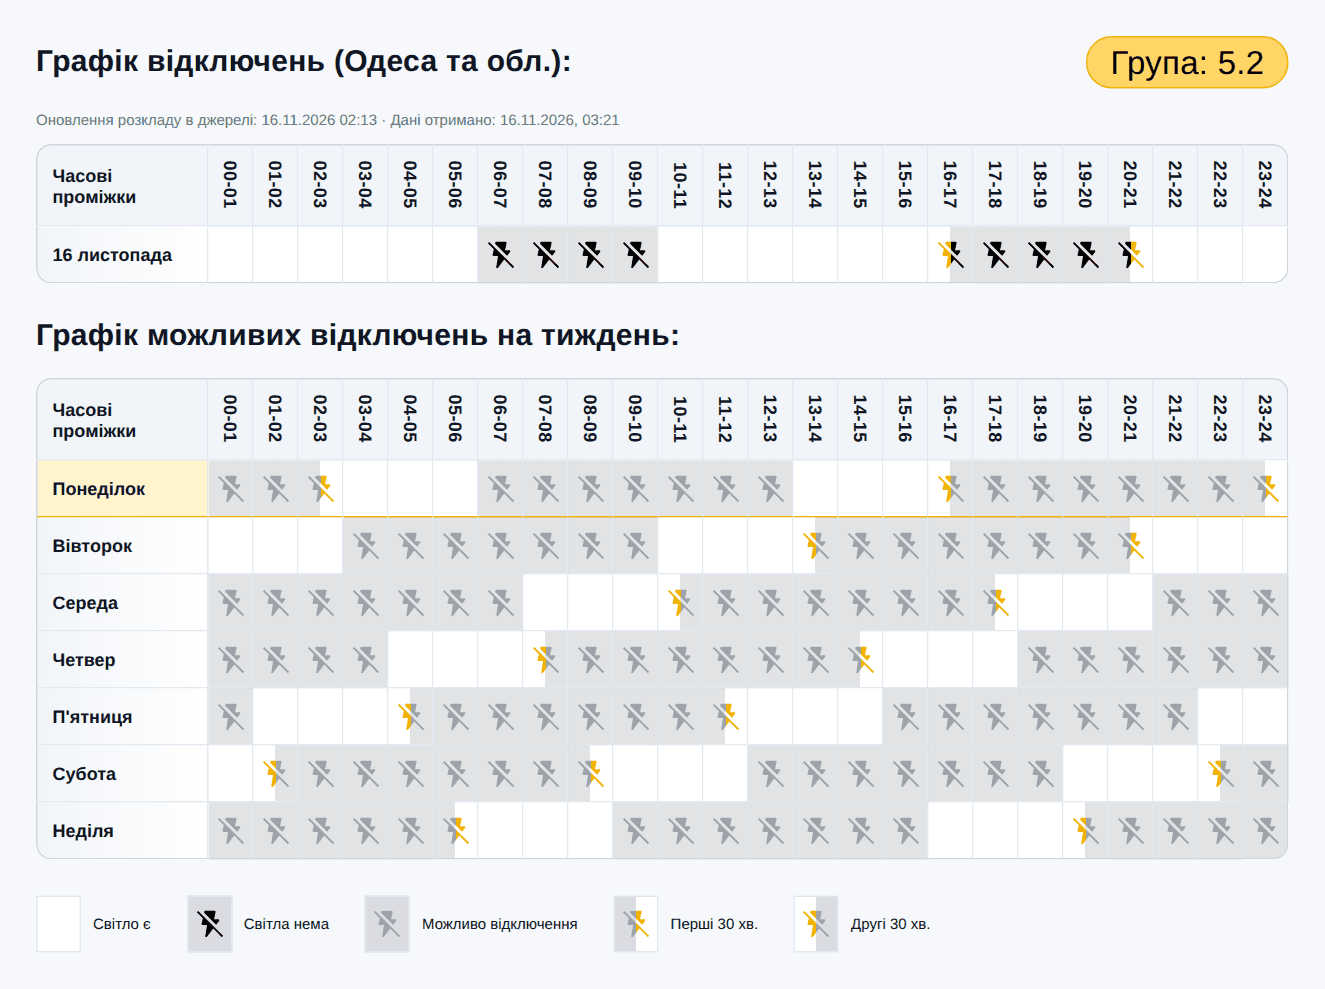 Графік відключень (Одеса та обл.):
Група: 5.2
Оновлення розкладу в джерелі: 16.11.2026 02:13 · Дані отримано: 16.11.2026, 03:21
Часові проміжки 00-01 01-02 02-03 03-04 04-05 05-06 06-07 07-08 08-09 09-10 10-11 11-12 12-13 13-14 14-15 15-16 16-17 17-18 18-19 19-20 20-21 21-22 22-23 23-24
16 листопада
Графік можливих відключень на тиждень:
Часові проміжки 00-01 01-02 02-03 03-04 04-05 05-06 06-07 07-08 08-09 09-10 10-11 11-12 12-13 13-14 14-15 15-16 16-17 17-18 18-19 19-20 20-21 21-22 22-23 23-24
Понеділок
Вівторок
Середа
Четвер
П'ятниця
Субота
Неділя
Світло є
Світла нема
Можливо відключення
Перші 30 хв.
Другі 30 хв.